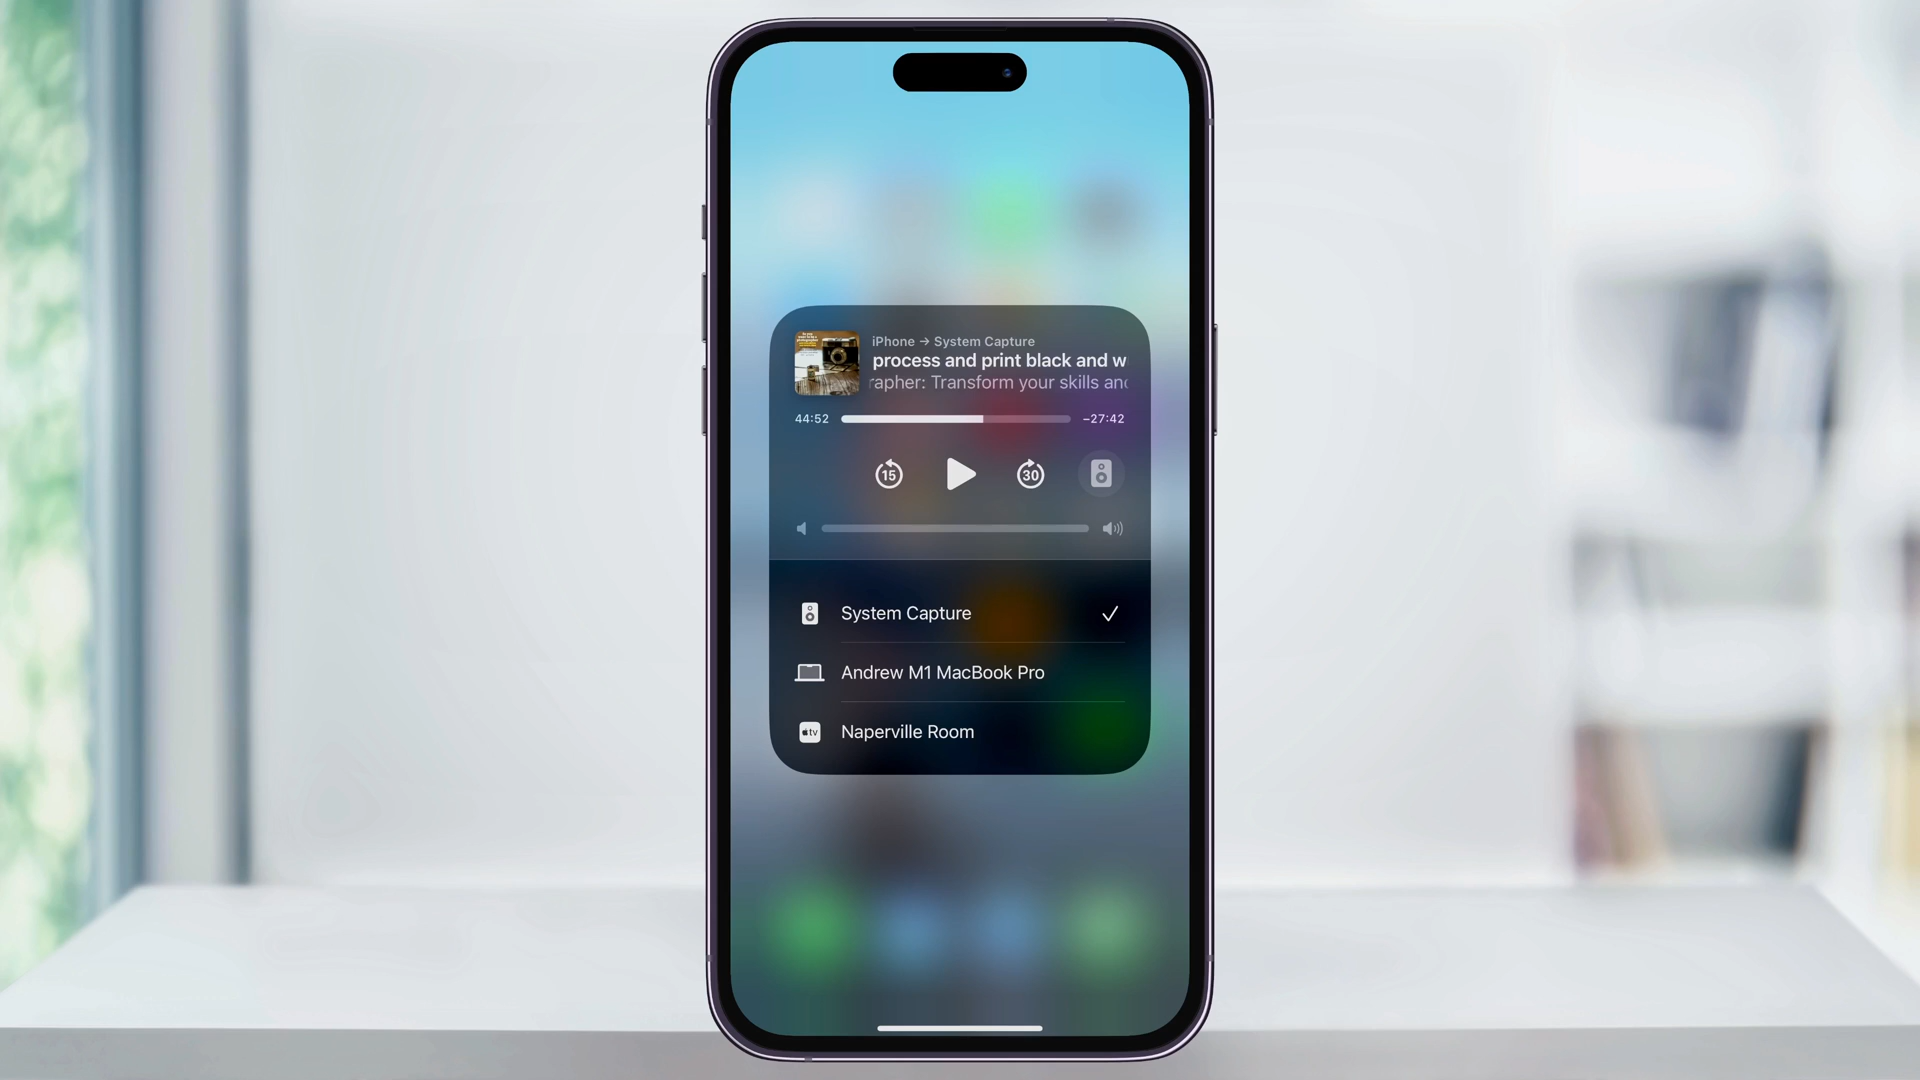 iPhone → System Capture
process and print black and w
rapher: Transform your skills and
44:52
−27:42
15
30
System Capture
Andrew M1 MacBook Pro
tv
Naperville Room